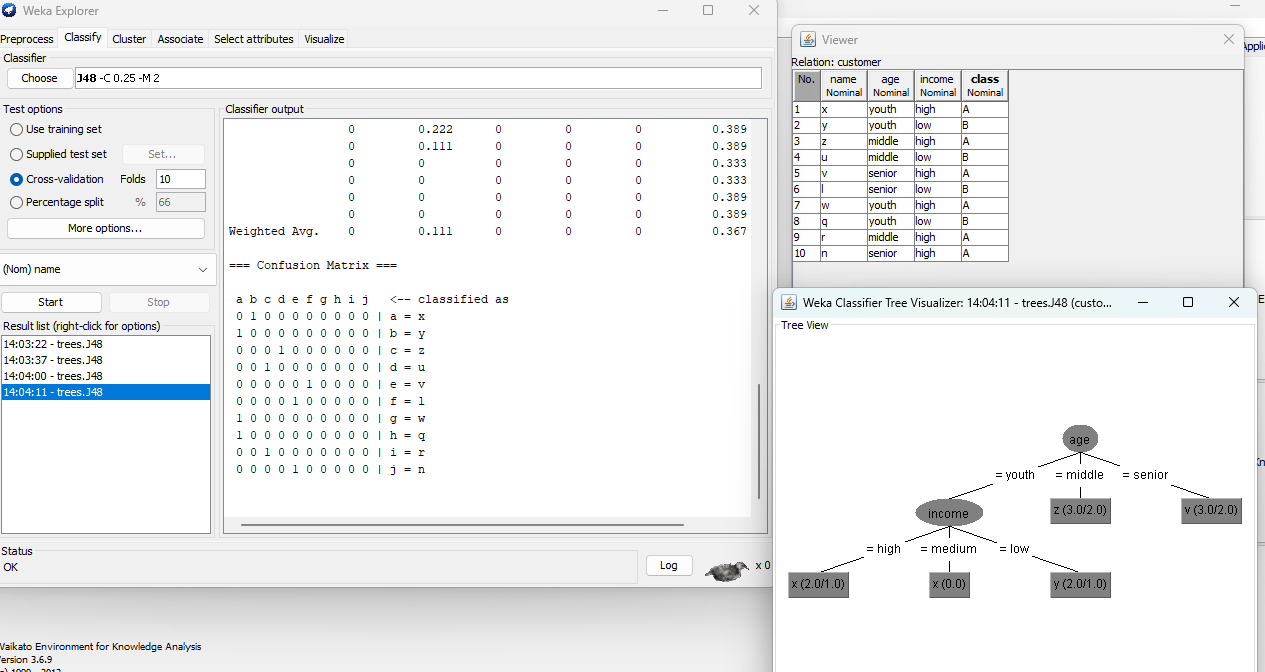 Weka Explorer
Preprocess Classify Cluster Associate Select attributes Visualize
Classifier
Choose J48 -C 0.25 -M 2
Test options
Use training set
Supplied test set Set...
Cross-validation Folds 10
Percentage split % 66
More options...
(Nom) name
Start Stop
Result list (right-click for options)
14:03:22 - trees.J48
14:03:37 - trees.J48
14:04:00 - trees.J48
14:04:11 - trees.J48
Classifier output
0 0.222 0 0 0 0.389
0 0.111 0 0 0 0.389
0 0 0 0 0 0.333
0 0 0 0 0 0.333
0 0 0 0 0 0.389
0 0 0 0 0 0.389
Weighted Avg. 0 0.111 0 0 0 0.367
=== Confusion Matrix ===
a b c d e f g h i j <-- classified as
0 1 0 0 0 0 0 0 0 0 | a = x
1 0 0 0 0 0 0 0 0 0 | b = y
0 0 0 1 0 0 0 0 0 0 | c = z
0 0 1 0 0 0 0 0 0 0 | d = u
0 0 0 0 0 1 0 0 0 0 | e = v
0 0 0 0 1 0 0 0 0 0 | f = l
1 0 0 0 0 0 0 0 0 0 | g = w
1 0 0 0 0 0 0 0 0 0 | h = q
0 0 1 0 0 0 0 0 0 0 | i = r
0 0 0 0 1 0 0 0 0 0 | j = n
Status
OK
Log x 0
Waikato Environment for Knowledge Analysis
Version 3.6.9
Viewer
Relation: customer
No. name age income class
Nominal Nominal Nominal Nominal
1 x youth high A
2 y youth low B
3 z middle high A
4 u middle low B
5 v senior high A
6 l senior low B
7 w youth high A
8 q youth low B
9 r middle high A
10 n senior high A
Weka Classifier Tree Visualizer: 14:04:11 - trees.J48 (custo...
Tree View
age
= youth = middle = senior
income z (3.0/2.0) v (3.0/2.0)
= high = medium = low
x (2.0/1.0) x (0.0) y (2.0/1.0)